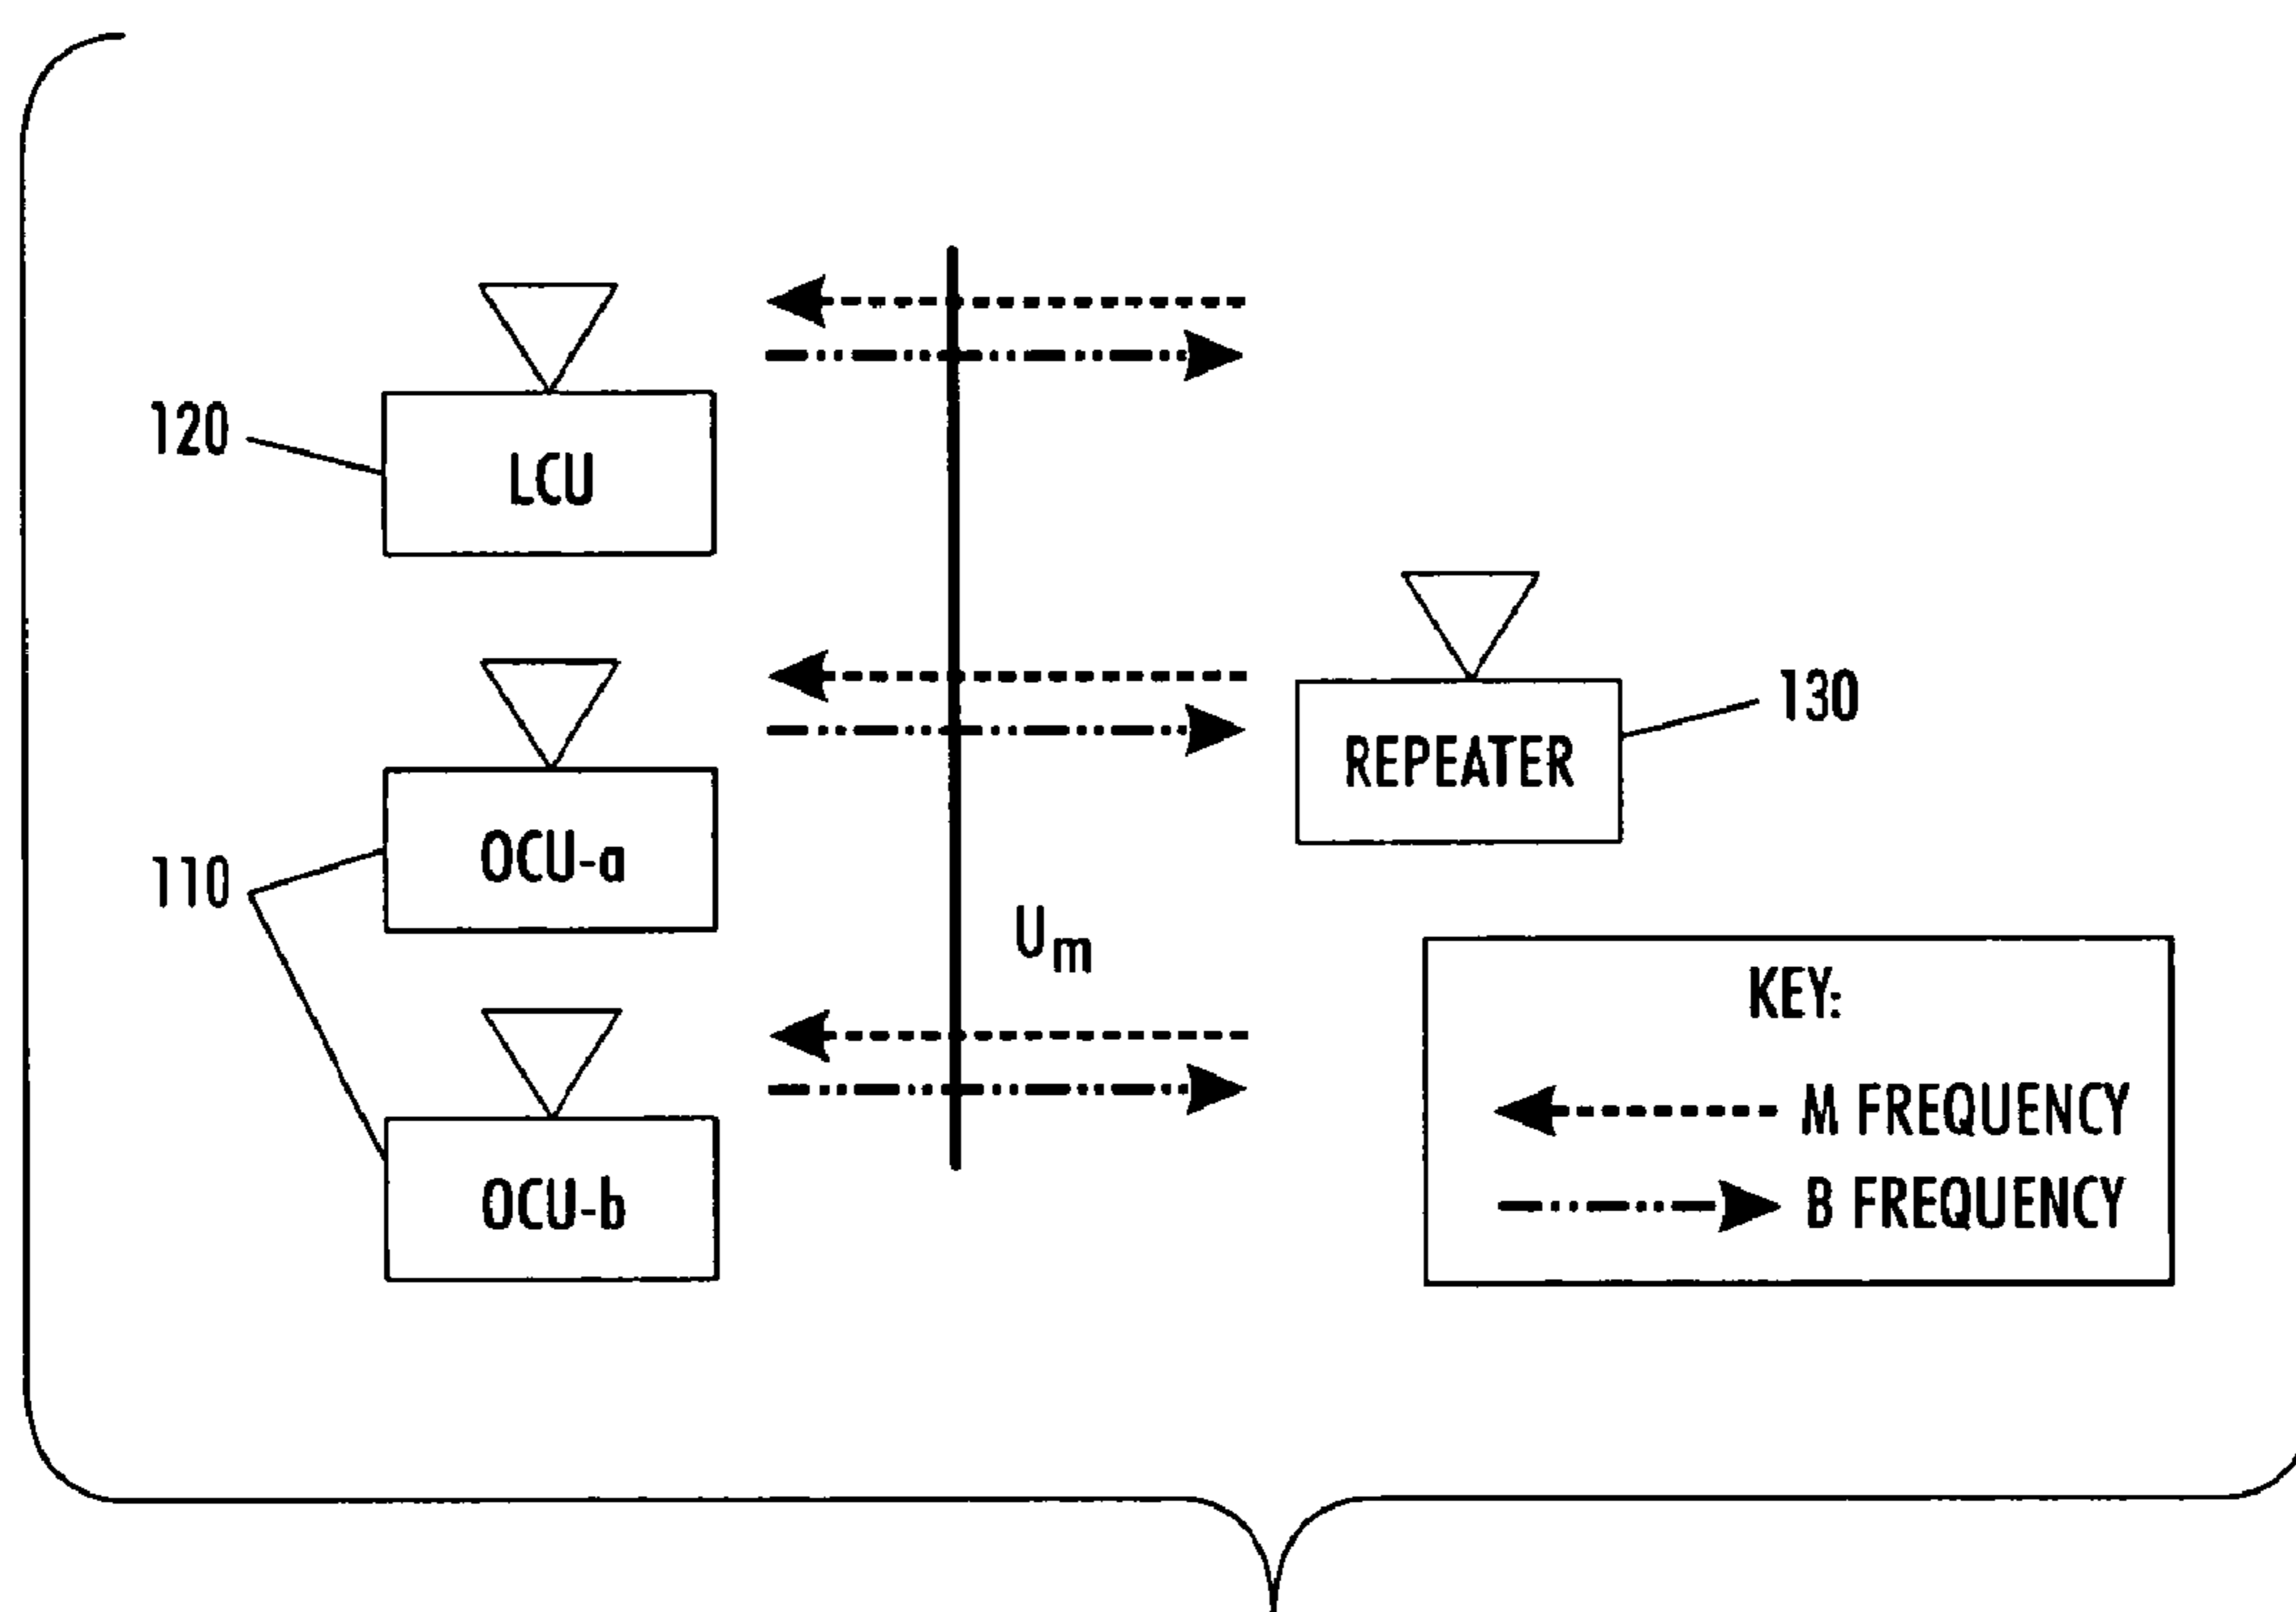 120
LCU
130
REPEATER
110
OCU-a
Um
KEY:
M FREQUENCY
B FREQUENCY
OCU-b